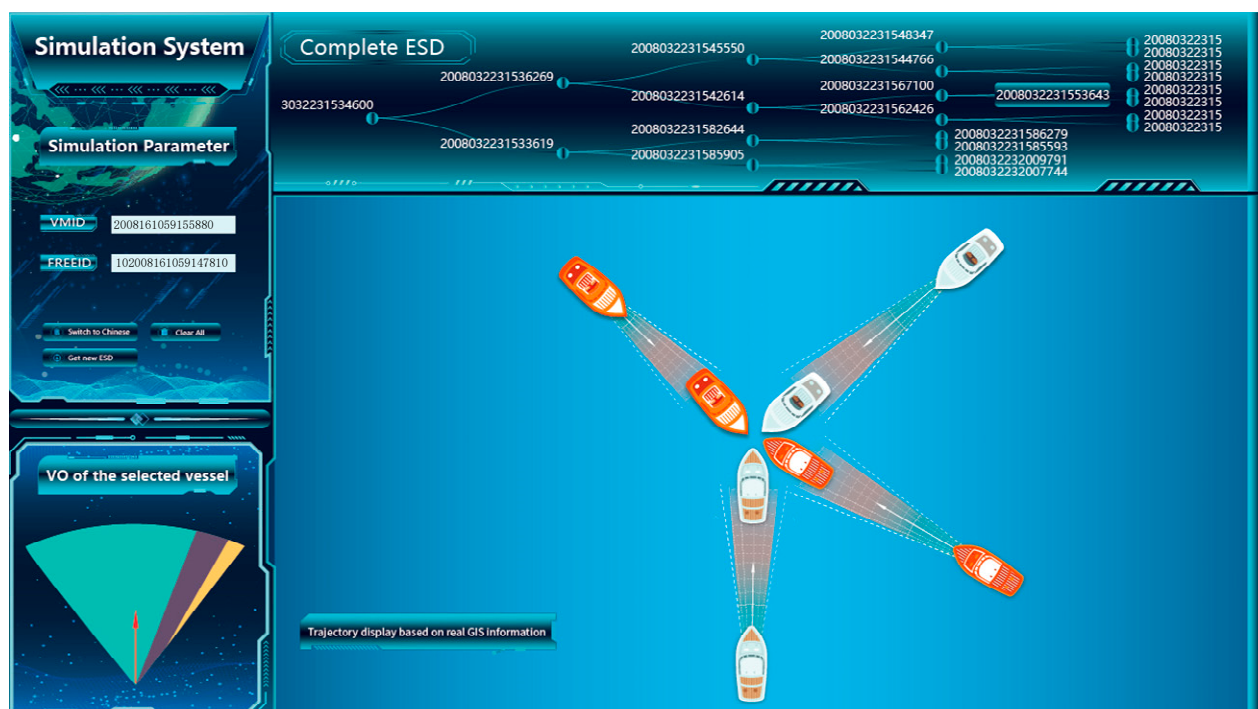 Simulation System
Simulation Parameter
VMID
2008161059155880
FREEID
102008161059147810
Switch to Chinese
Clear All
Get new ESD
VO of the selected vessel
Complete ESD
3032231534600
2008032231536269
2008032231533619
2008032231545550
2008032231542614
2008032231582644
2008032231585905
2008032231548347
2008032231544766
2008032231567100
2008032231562426
2008032231553643
2008032231586279
2008032231585593
2008032232009791
2008032232007744
20080322315
20080322315
20080322315
20080322315
20080322315
20080322315
20080322315
20080322315
Trajectory display based on real GIS information